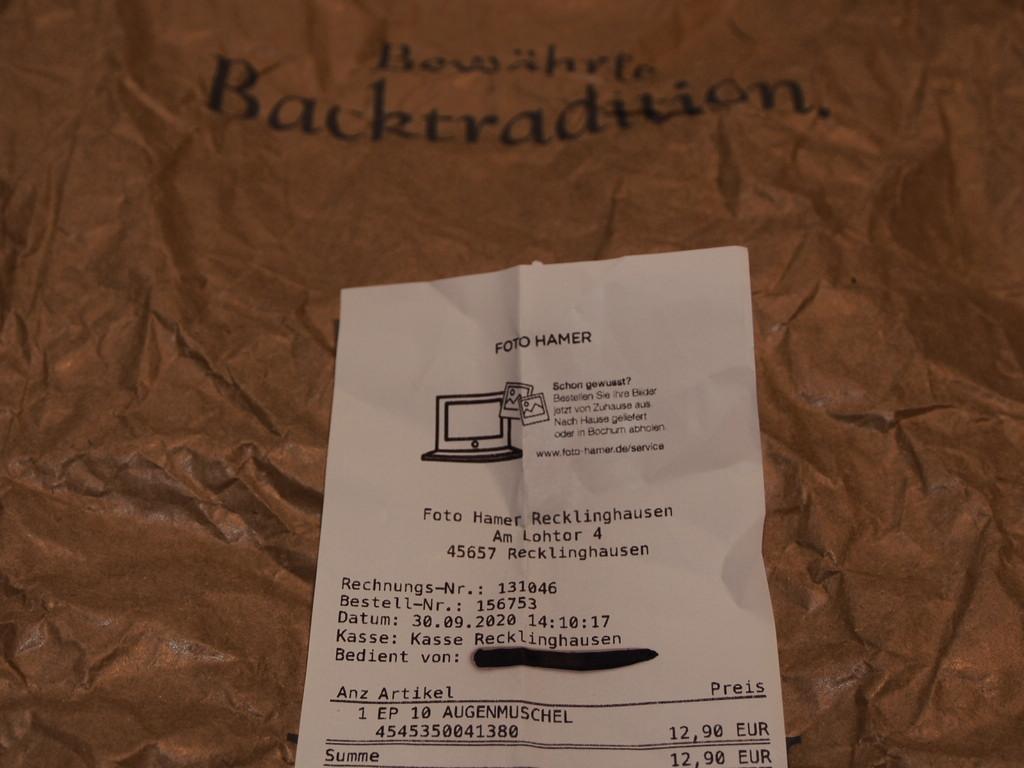 Bewährte
Backtradition.
FOTO HAMER
Schon gewusst?
Bestellen Sie ihre Bilder
jetzt von Zuhause aus
Nach Hause geliefert
oder in Bochum abholen.
www.foto-hamer.de/service
Foto Hamer Recklinghausen
Am Lohtor 4
45657 Recklinghausen
Rechnungs-Nr.: 131046
Bestell-Nr.: 156753
Datum: 30.09.2020 14:10:17
Kasse: Kasse Recklinghausen
Bedient von:
Anz Artikel Preis
1 EP 10 AUGENMUSCHEL
4545350041380 12,90 EUR
Summe 12,90 EUR